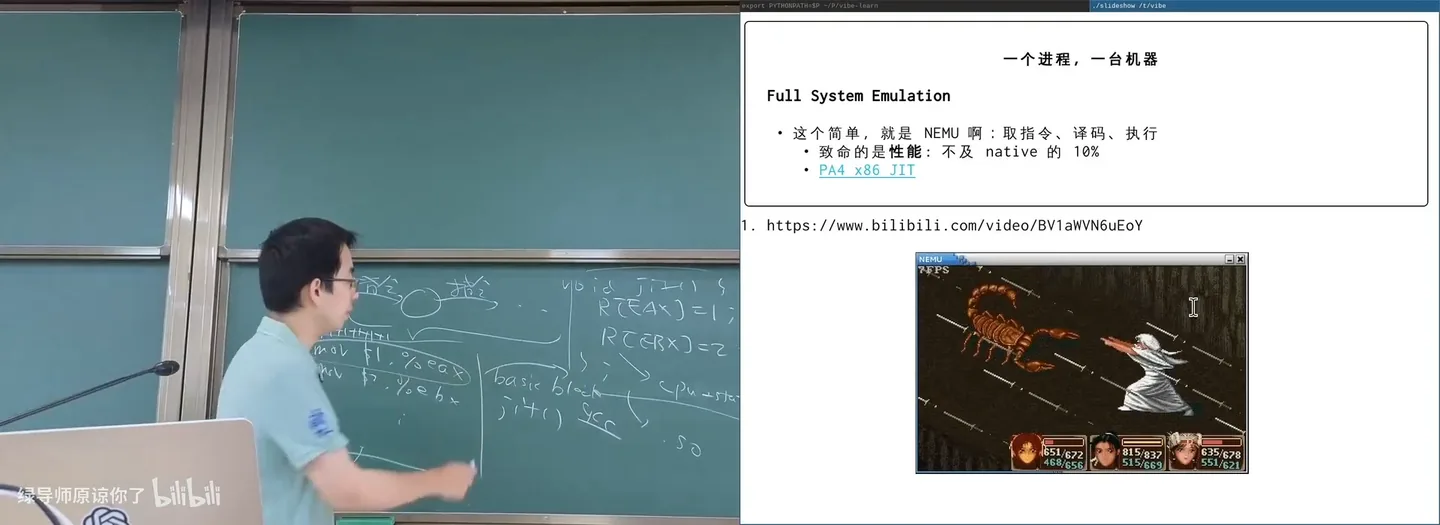 export PYTHONPATH=$P ~/P/vibe-learn
./slideshow /t/vibe
一个进程，一台机器
Full System Emulation
• 这个简单，就是 NEMU 啊：取指令、译码、执行
• 致命的是性能：不及 native 的 10%
• PA4 x86 JIT
1. https://www.bilibili.com/video/BV1aWVN6uEoY
NEMU
7FPS
651/672
468/656
815/837
515/669
635/678
551/621
void jit() {
R[EAX]=1;
R[EBX]=2
mov $1, %eax
%ebx
basic block
jit()
gcc
.so
绿导师原谅你了 bilibili